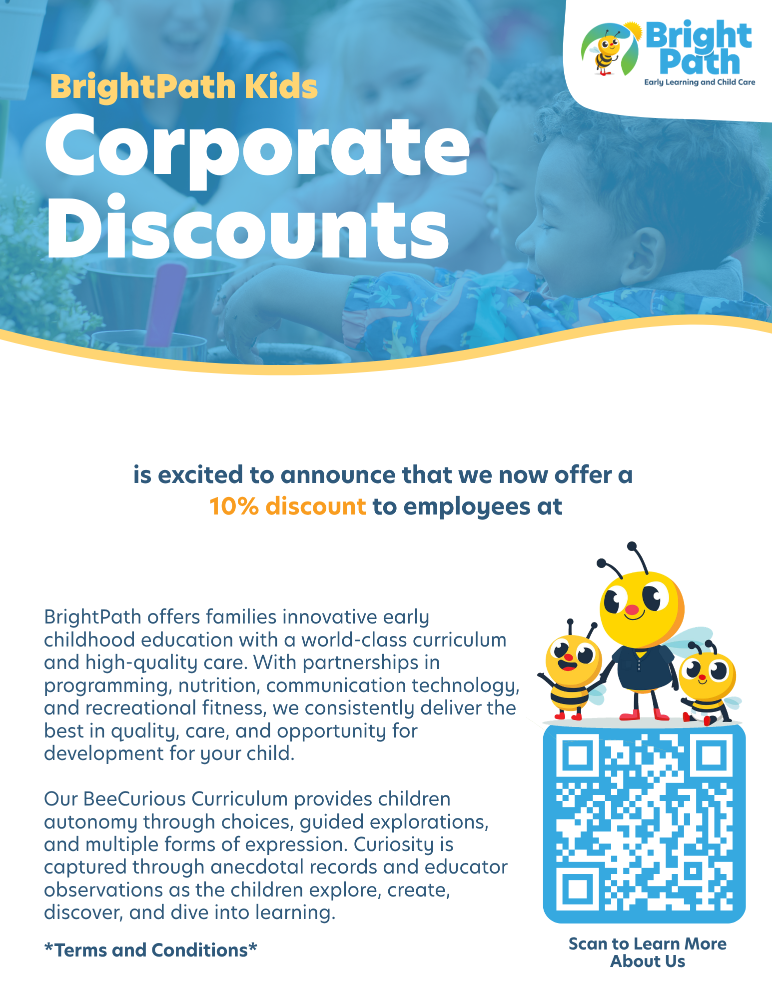 Bright
Path
Early Learning and Child Care
BrightPath Kids
Corporate
Discounts
is excited to announce that we now offer a
10% discount to employees at
BrightPath offers families innovative early
childhood education with a world-class curriculum
and high-quality care. With partnerships in
programming, nutrition, communication technology,
and recreational fitness, we consistently deliver the
best in quality, care, and opportunity for
development for your child.
Our BeeCurious Curriculum provides children
autonomy through choices, guided explorations,
and multiple forms of expression. Curiosity is
captured through anecdotal records and educator
observations as the children explore, create,
discover, and dive into learning.
*Terms and Conditions*
Scan to Learn More
About Us